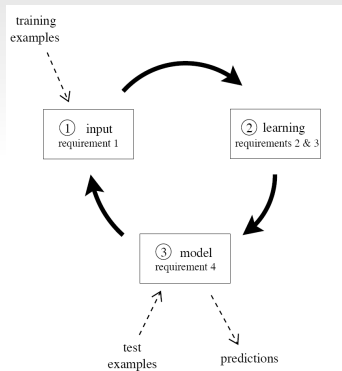 training
examples
① input
requirement 1
② learning
requirements 2 & 3
③ model
requirement 4
test
examples
predictions